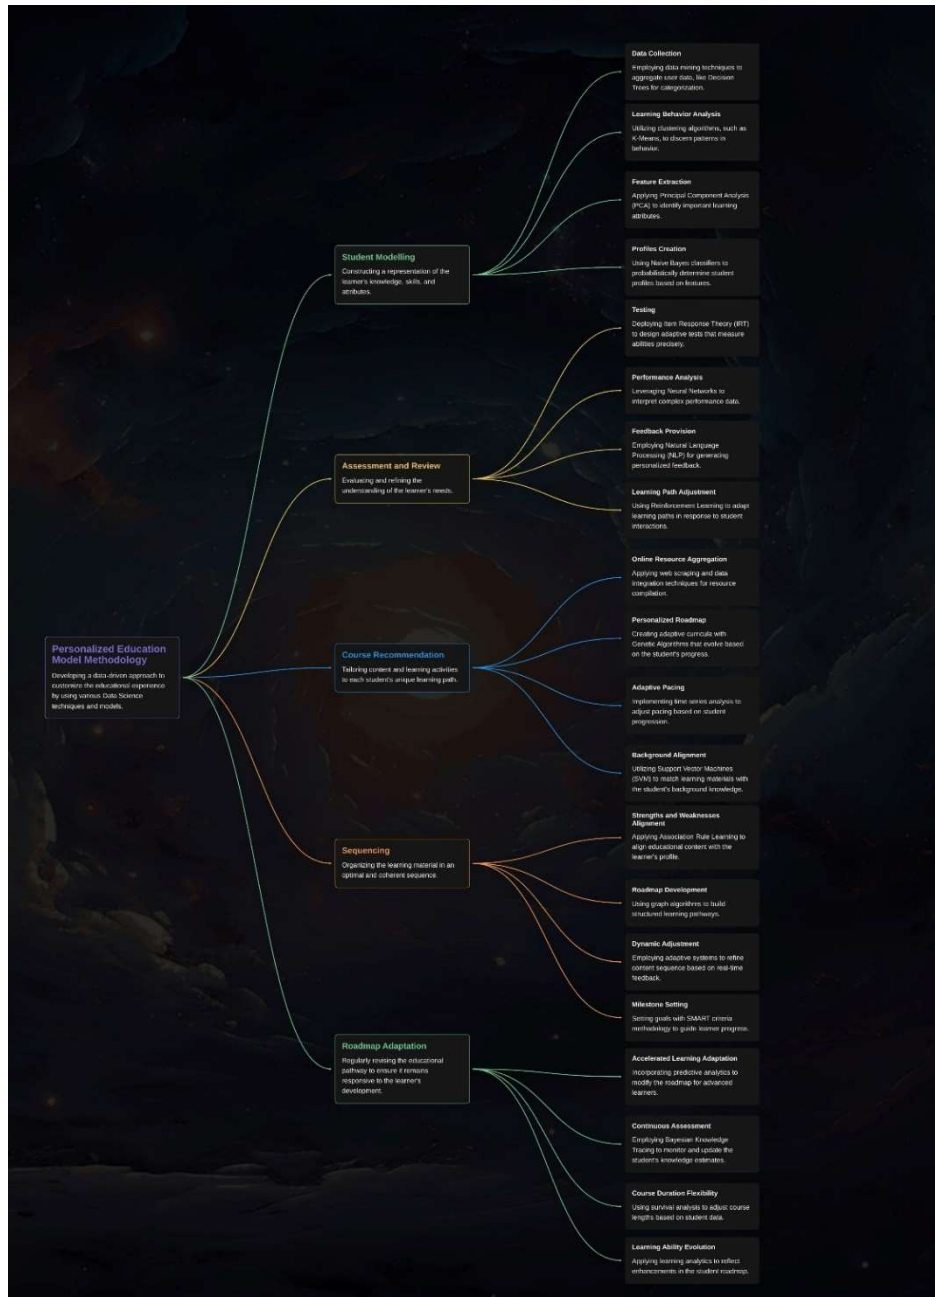 Personalized Education
Model Methodology
Developing a data-driven approach to
customize the educational experience
by using various Data Science
techniques and models.
Student Modelling
Constructing a representation of the
learner's knowledge, skills, and
attributes.
Data Collection
Employing data mining techniques to
aggregate user data, like Decision
Trees for categorization.
Learning Behavior Analysis
Utilizing clustering algorithms, such as
K-Means, to discern patterns in
behavior.
Feature Extraction
Applying Principal Component Analysis
(PCA) to identify important learning
attributes.
Profiles Creation
Using Naive Bayes classifiers to
probabilistically determine student
profiles based on features.
Assessment and Review
Evaluating and refining the
understanding of the learner's needs.
Testing
Deploying Item Response Theory (IRT)
to design adaptive tests that measure
abilities precisely.
Performance Analysis
Leveraging Neural Networks to
interpret complex performance data.
Feedback Provision
Employing Natural Language
Processing (NLP) for generating
personalized feedback.
Learning Path Adjustment
Using Reinforcement Learning to adapt
learning paths in response to student
interactions.
Course Recommendation
Tailoring content and learning activities
to each student's unique learning path.
Online Resource Aggregation
Applying web scraping and data
integration techniques for resource
compilation.
Personalized Roadmap
Creating adaptive curricula with
Genetic Algorithms that evolve based
on the student's progress.
Adaptive Pacing
Implementing time series analysis to
adjust pacing based on student
progression.
Background Alignment
Utilizing Support Vector Machines
(SVM) to match learning materials with
the student's background knowledge.
Sequencing
Organizing the learning material in an
optimal and coherent sequence.
Strengths and Weaknesses
Alignment
Applying Association Rule Learning to
align educational content with the
learner's profile.
Roadmap Development
Using graph algorithms to build
structured learning pathways.
Dynamic Adjustment
Employing adaptive systems to refine
content sequence based on real-time
feedback.
Milestone Setting
Setting goals with SMART criteria
methodology to guide learner progress.
Roadmap Adaptation
Regularly revising the educational
pathway to ensure it remains
responsive to the learner's
development.
Accelerated Learning Adaptation
Incorporating predictive analytics to
modify the roadmap for advanced
learners.
Continuous Assessment
Employing Bayesian Knowledge
Tracing to monitor and update the
student's knowledge estimates.
Course Duration Flexibility
Using survival analysis to adjust course
lengths based on student data.
Learning Ability Evolution
Applying learning analytics to reflect
enhancements in the student roadmap.